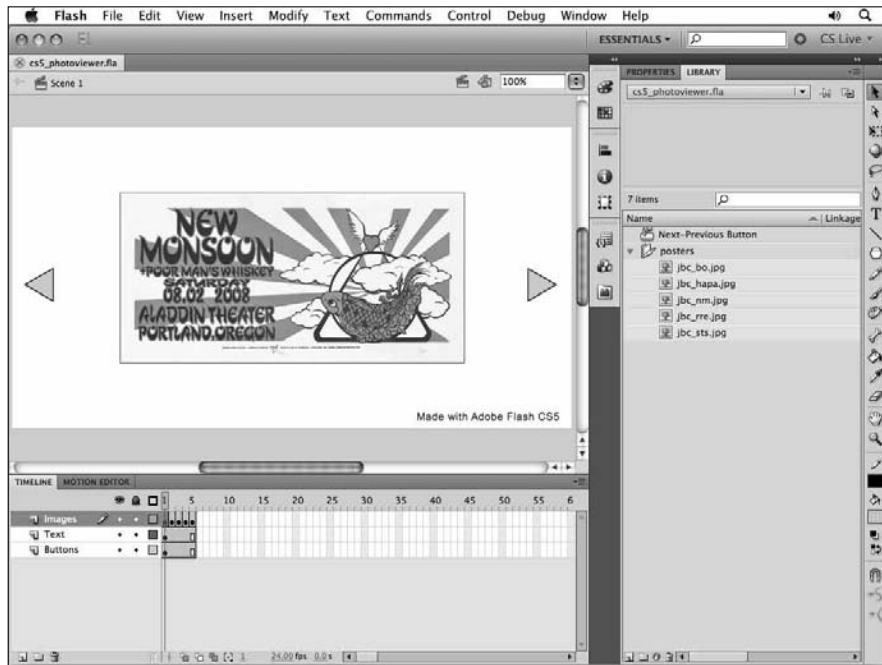 Flash File Edit View Insert Modify Text Commands Control Debug Window Help
Fl ESSENTIALS CS Live
cs5_photoviewer.fla
Scene 1 100%
NEW
MONSOON
+POOR MAN'S WHISKEY
SATURDAY
08.02 2008
ALADDIN THEATER
PORTLAND.OREGON
Made with Adobe Flash CS5
PROPERTIES LIBRARY
cs5_photoviewer.fla
7 items
Name Linkage
Next-Previous Button
posters
jbc_bo.jpg
jbc_hapa.jpg
jbc_nm.jpg
jbc_rre.jpg
jbc_sts.jpg
T
TIMELINE MOTION EDITOR
1 5 10 15 20 25 30 35 40 45 50 55 6
Images
Text
Buttons
1 24.00 fps 0.0 s